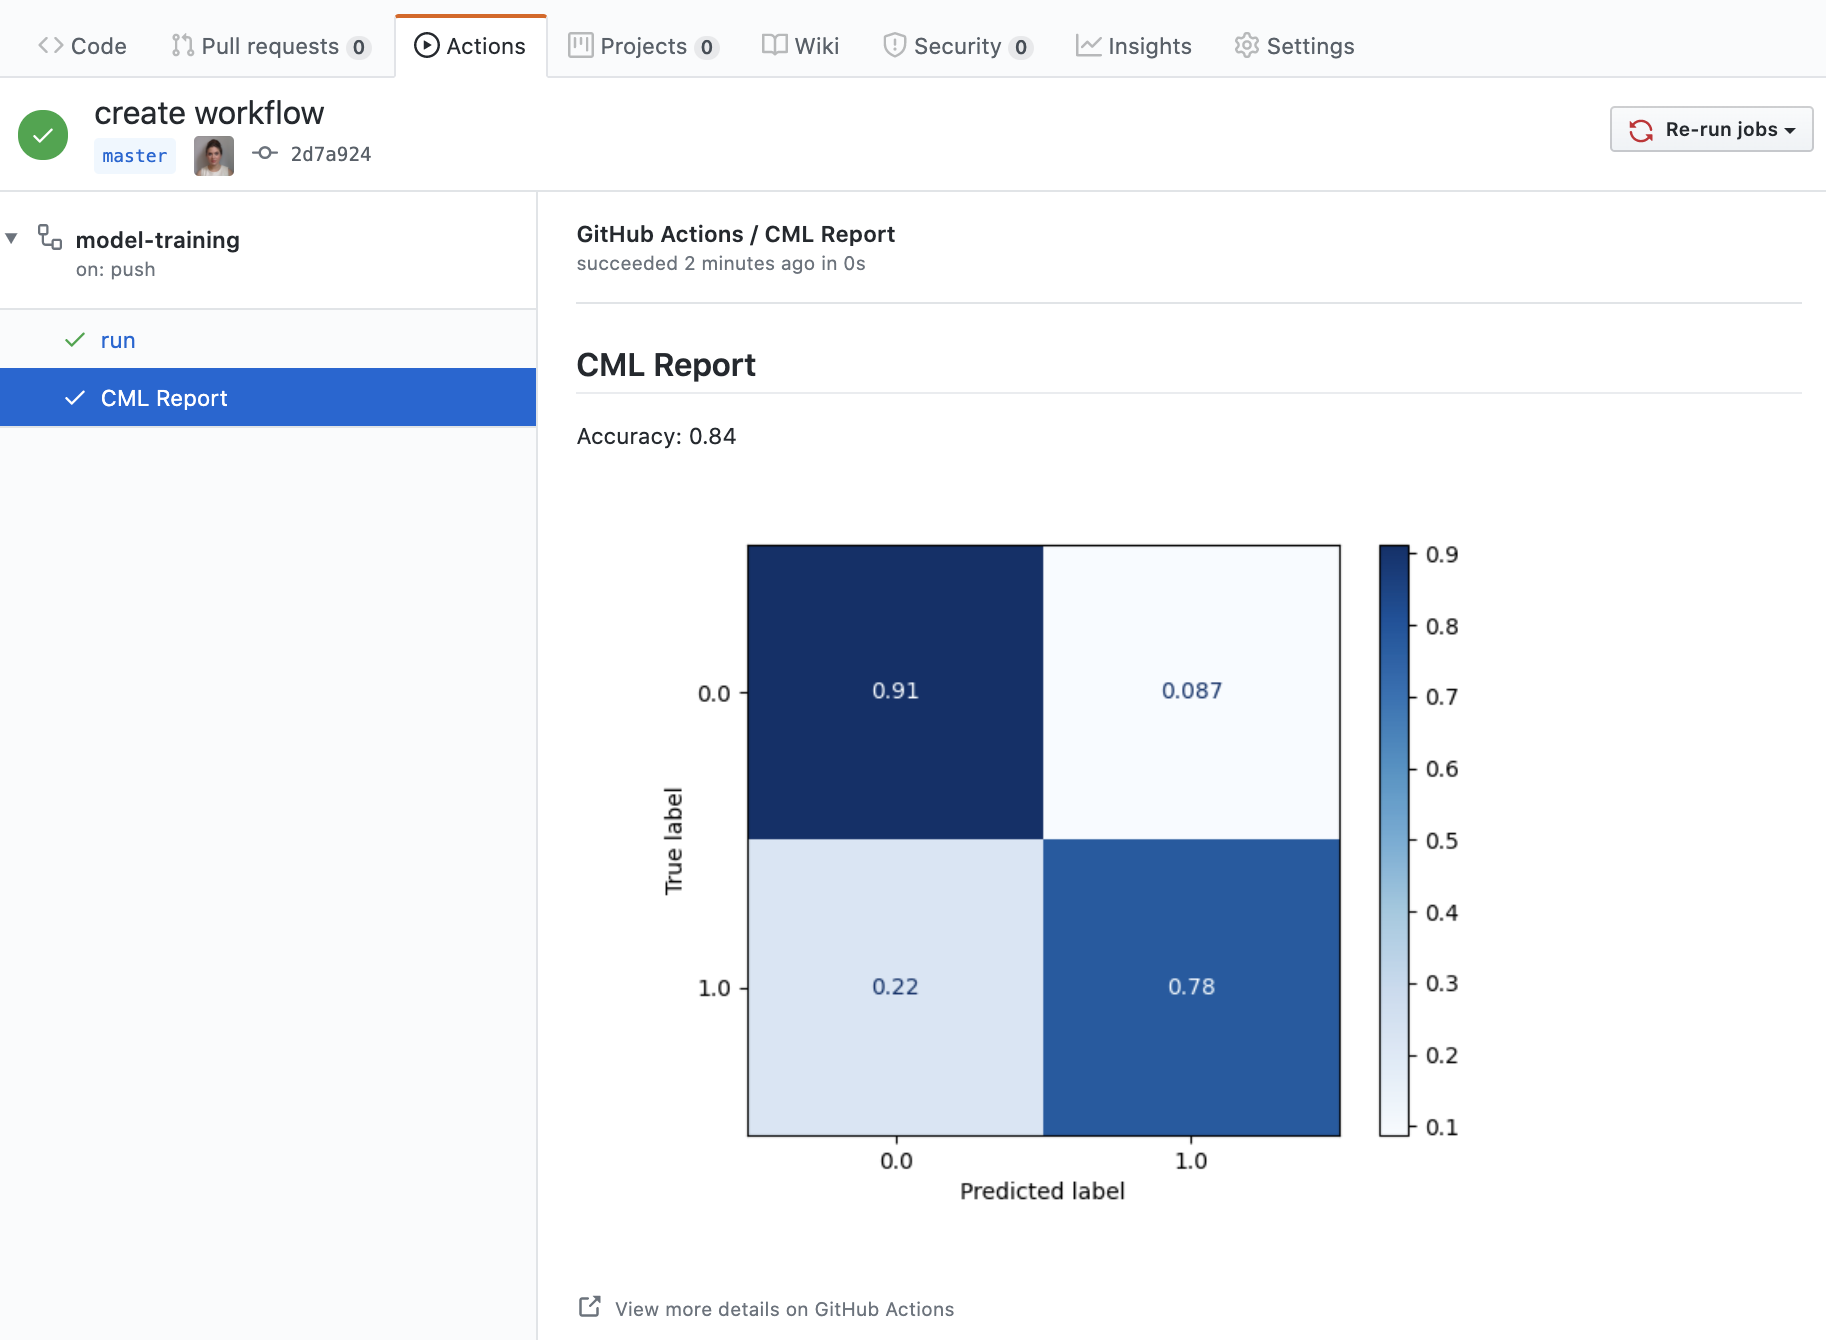 Code Pull requests 0 Actions Projects 0 Wiki Security 0 Insights Settings
create workflow
master 2d7a924
Re-run jobs
model-training
on: push
run
CML Report
GitHub Actions / CML Report
succeeded 2 minutes ago in 0s
CML Report
Accuracy: 0.84
0.9
0.8
0.7
0.6
0.5
0.4
0.3
0.2
0.1
0.0 0.91 0.087
True label
1.0 0.22 0.78
0.0 1.0
Predicted label
View more details on GitHub Actions